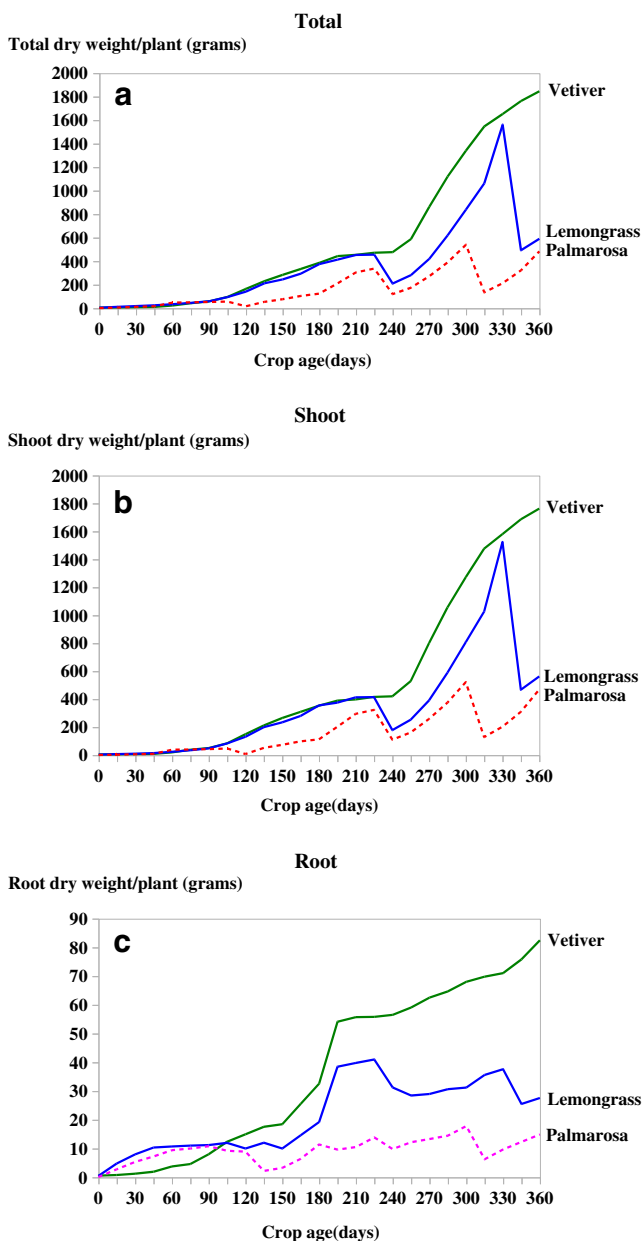 Total
Total dry weight/plant (grams)
2000
1800
1600
1400
1200
1000
800
600
400
200
0
a
Vetiver
Lemongrass
Palmarosa
0 30 60 90 120 150 180 210 240 270 300 330 360
Crop age(days)
Shoot
Shoot dry weight/plant (grams)
2000
1800
1600
1400
1200
1000
800
600
400
200
0
b
Vetiver
Lemongrass
Palmarosa
0 30 60 90 120 150 180 210 240 270 300 330 360
Crop age(days)
Root
Root dry weight/plant (grams)
90
80
70
60
50
40
30
20
10
0
c
Vetiver
Lemongrass
Palmarosa
0 30 60 90 120 150 180 210 240 270 300 330 360
Crop age(days)